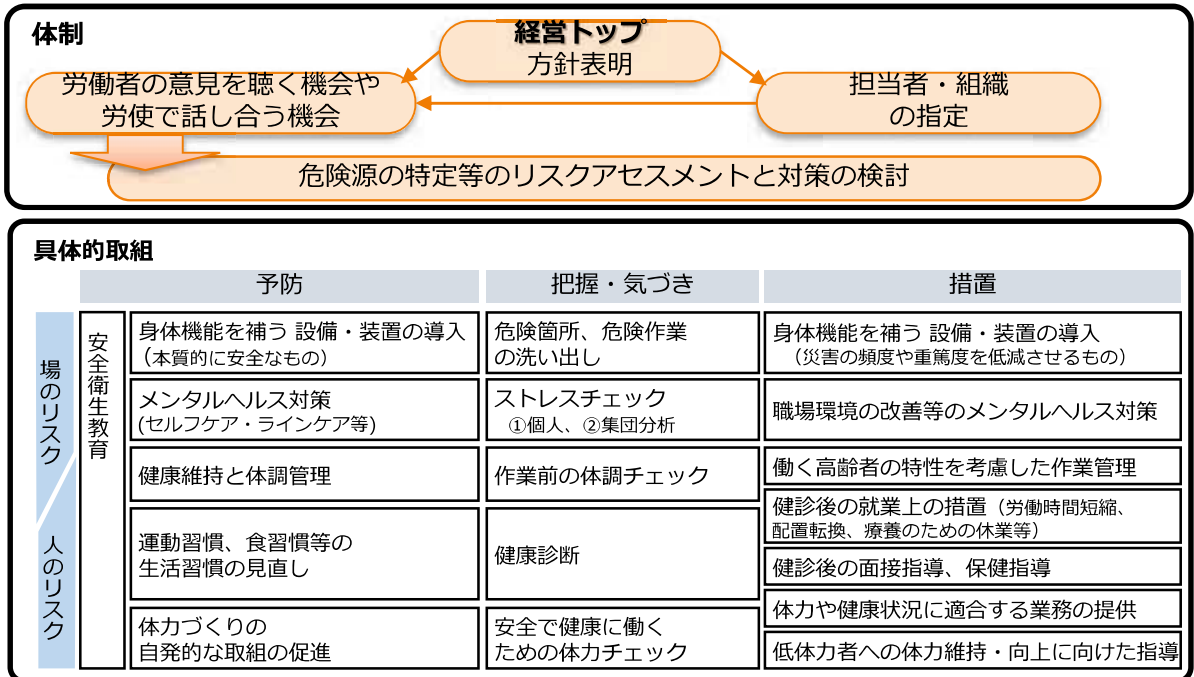 体制
経営トップ
方針表明
労働者の意見を聴く機会や
労使で話し合う機会
担当者・組織
の指定
危険源の特定等のリスクアセスメントと対策の検討
具体的取組
予防
把握・気づき
措置
場のリスク
人のリスク
安全衛生教育
身体機能を補う 設備・装置の導入
（本質的に安全なもの）
危険箇所、危険作業
の洗い出し
身体機能を補う 設備・装置の導入
（災害の頻度や重篤度を低減させるもの）
メンタルヘルス対策
(セルフケア・ラインケア等)
ストレスチェック
①個人、②集団分析
職場環境の改善等のメンタルヘルス対策
健康維持と体調管理
作業前の体調チェック
働く高齢者の特性を考慮した作業管理
運動習慣、食習慣等の
生活習慣の見直し
健康診断
健診後の就業上の措置（労働時間短縮、
配置転換、療養のための休業等）
健診後の面接指導、保健指導
体力づくりの
自発的な取組の促進
安全で健康に働く
ための体力チェック
体力や健康状況に適合する業務の提供
低体力者への体力維持・向上に向けた指導